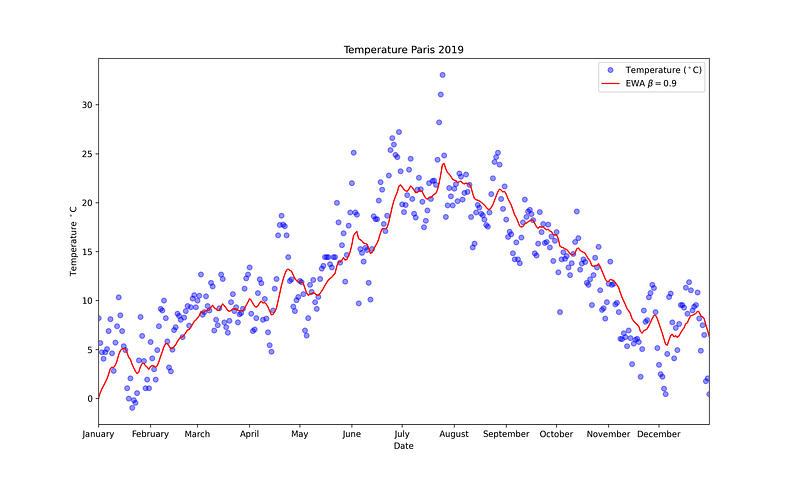 Temperature Paris 2019
Temperature (°C)
EWA β = 0.9
Temperature °C
30
25
20
15
10
5
0
January February March April May June July August September October November December
Date